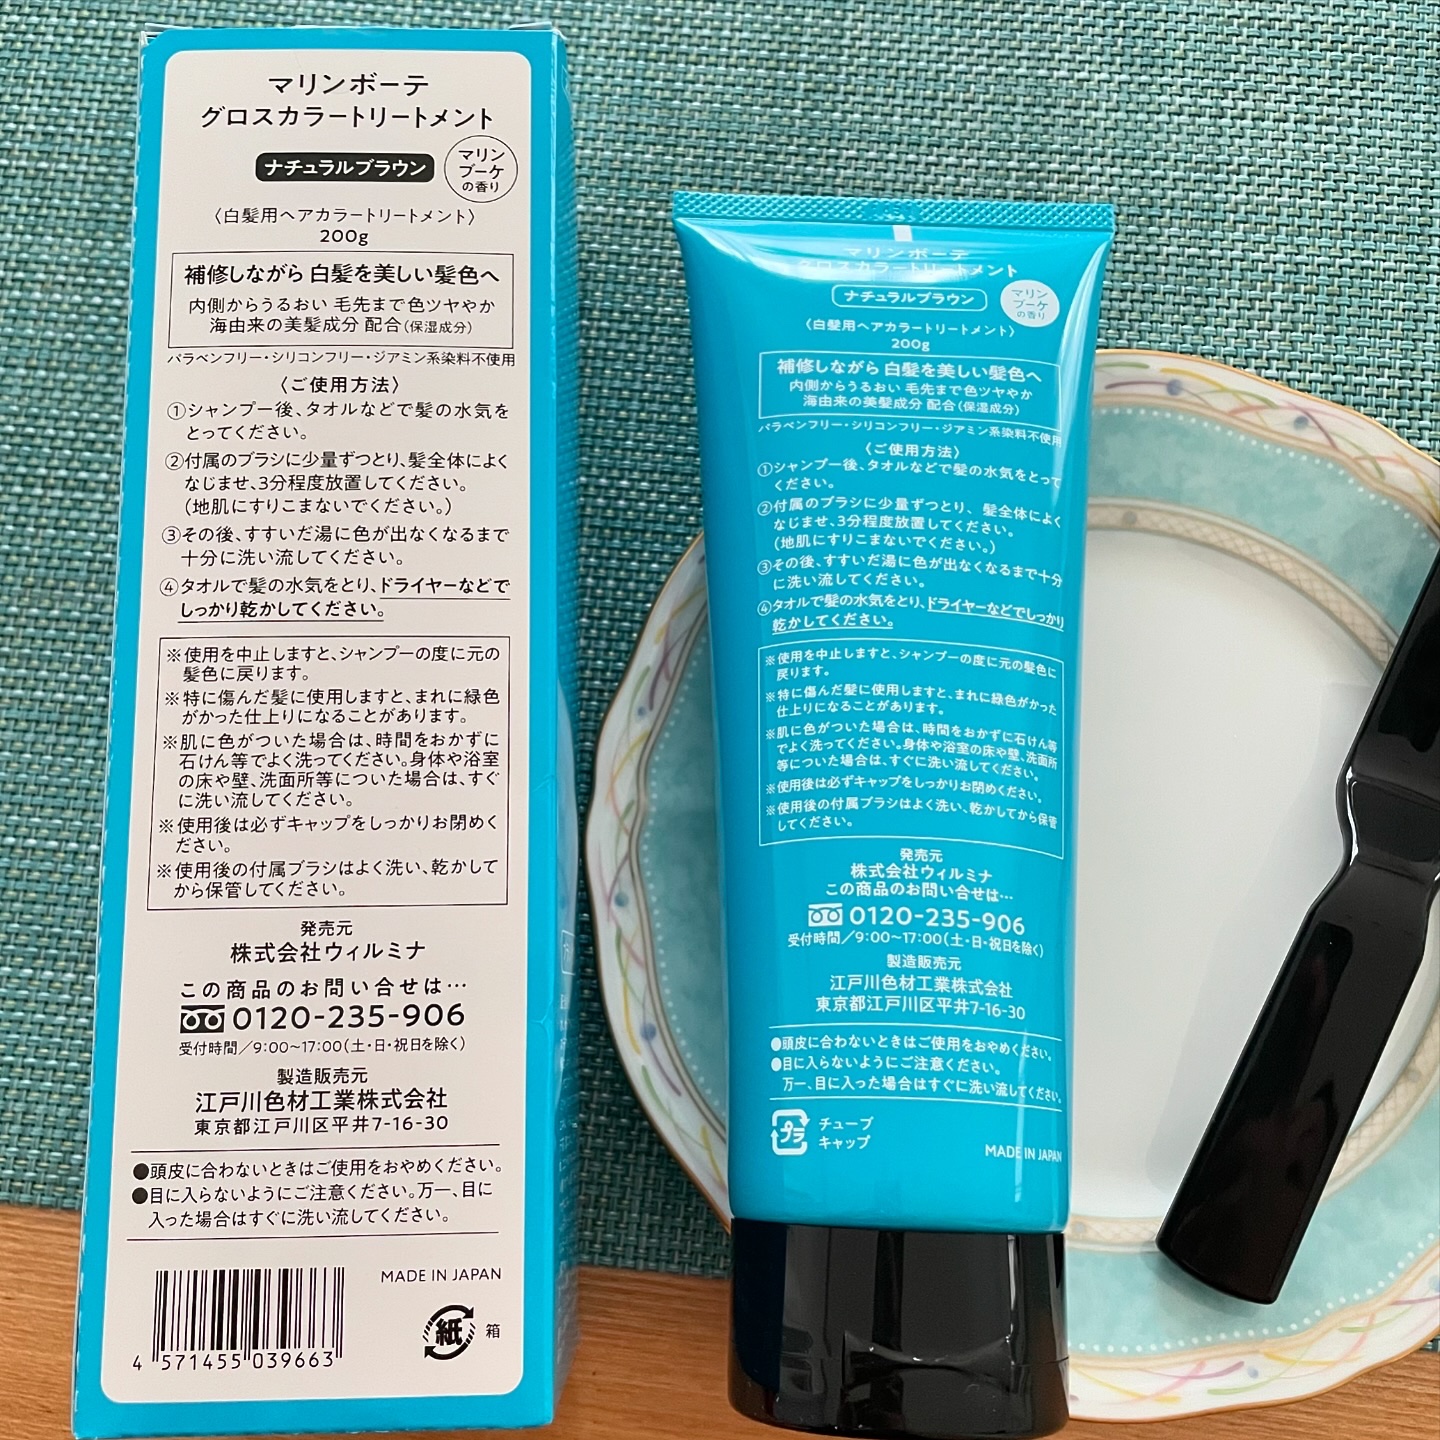 マリンボーテ
グロスカラートリートメント
ナチュラルブラウン
マリン
ブーケ
の香り
〈白髪用ヘアカラートリートメント〉
200g
補修しながら 白髪を美しい髪色へ
内側からうるおい 毛先まで色ツヤやか
海由来の美髪成分 配合(保湿成分)
パラベンフリー・シリコンフリー・ジアミン系染料不使用
〈ご使用方法〉
①シャンプー後、タオルなどで髪の水気を
とってください。
②付属のブラシに少量ずつとり、髪全体によく
なじませ、3分程度放置してください。
(地肌にすりこまないでください。)
③その後、すすいだ湯に色が出なくなるまで
十分に洗い流してください。
④タオルで髪の水気をとり、ドライヤーなどで
しっかり乾かしてください。
※使用を中止しますと、シャンプーの度に元の
髪色に戻ります。
※特に傷んだ髪に使用しますと、まれに緑色
がかった仕上りになることがあります。
※肌に色がついた場合は、時間をおかずに
石けん等でよく洗ってください。身体や浴室
の床や壁、洗面所等についた場合は、すぐ
に洗い流してください。
※使用後は必ずキャップをしっかりお閉めく
ださい。
※使用後の付属ブラシはよく洗い、乾かして
から保管してください。
発売元
株式会社ウィルミナ
この商品のお問い合せは…
0120-235-906
受付時間/9:00~17:00(土・日・祝日を除く)
製造販売元
江戸川色材工業株式会社
東京都江戸川区平井7-16-30
●頭皮に合わないときはご使用をおやめください。
●目に入らないようにご注意ください。万一、目に
入った場合はすぐに洗い流してください。
MADE IN JAPAN
紙 箱
4 571455 039663
マリンボーテ
グロスカラートリートメント
ナチュラルブラウン
マリン
ブーケ
の香り
〈白髪用ヘアカラートリートメント〉
200g
補修しながら 白髪を美しい髪色へ
内側からうるおい 毛先まで色ツヤやか
海由来の美髪成分 配合(保湿成分)
パラベンフリー・シリコンフリー・ジアミン系染料不使用
〈ご使用方法〉
①シャンプー後、タオルなどで髪の水気をとって
ください。
②付属のブラシに少量ずつとり、髪全体によく
なじませ、3分程度放置してください。
(地肌にすりこまないでください。)
③その後、すすいだ湯に色が出なくなるまで十分
に洗い流してください。
④タオルで髪の水気をとり、ドライヤーなどでしっかり
乾かしてください。
※使用を中止しますと、シャンプーの度に元の髪色に
戻ります。
※特に傷んだ髪に使用しますと、まれに緑色がかった
仕上りになることがあります。
※肌に色がついた場合は、時間をおかずに石けん等
でよく洗ってください。身体や浴室の床や壁、洗面所
等についた場合は、すぐに洗い流してください。
※使用後は必ずキャップをしっかりお閉めください。
※使用後の付属ブラシはよく洗い、乾かしてから保管
してください。
発売元
株式会社ウィルミナ
この商品のお問い合せは…
0120-235-906
受付時間/9:00~17:00(土・日・祝日を除く)
製造販売元
江戸川色材工業株式会社
東京都江戸川区平井7-16-30
●頭皮に合わないときはご使用をおやめください。
●目に入らないようにご注意ください。
万一、目に入った場合はすぐに洗い流してください。
プラ
チューブ
キャップ
MADE IN JAPAN